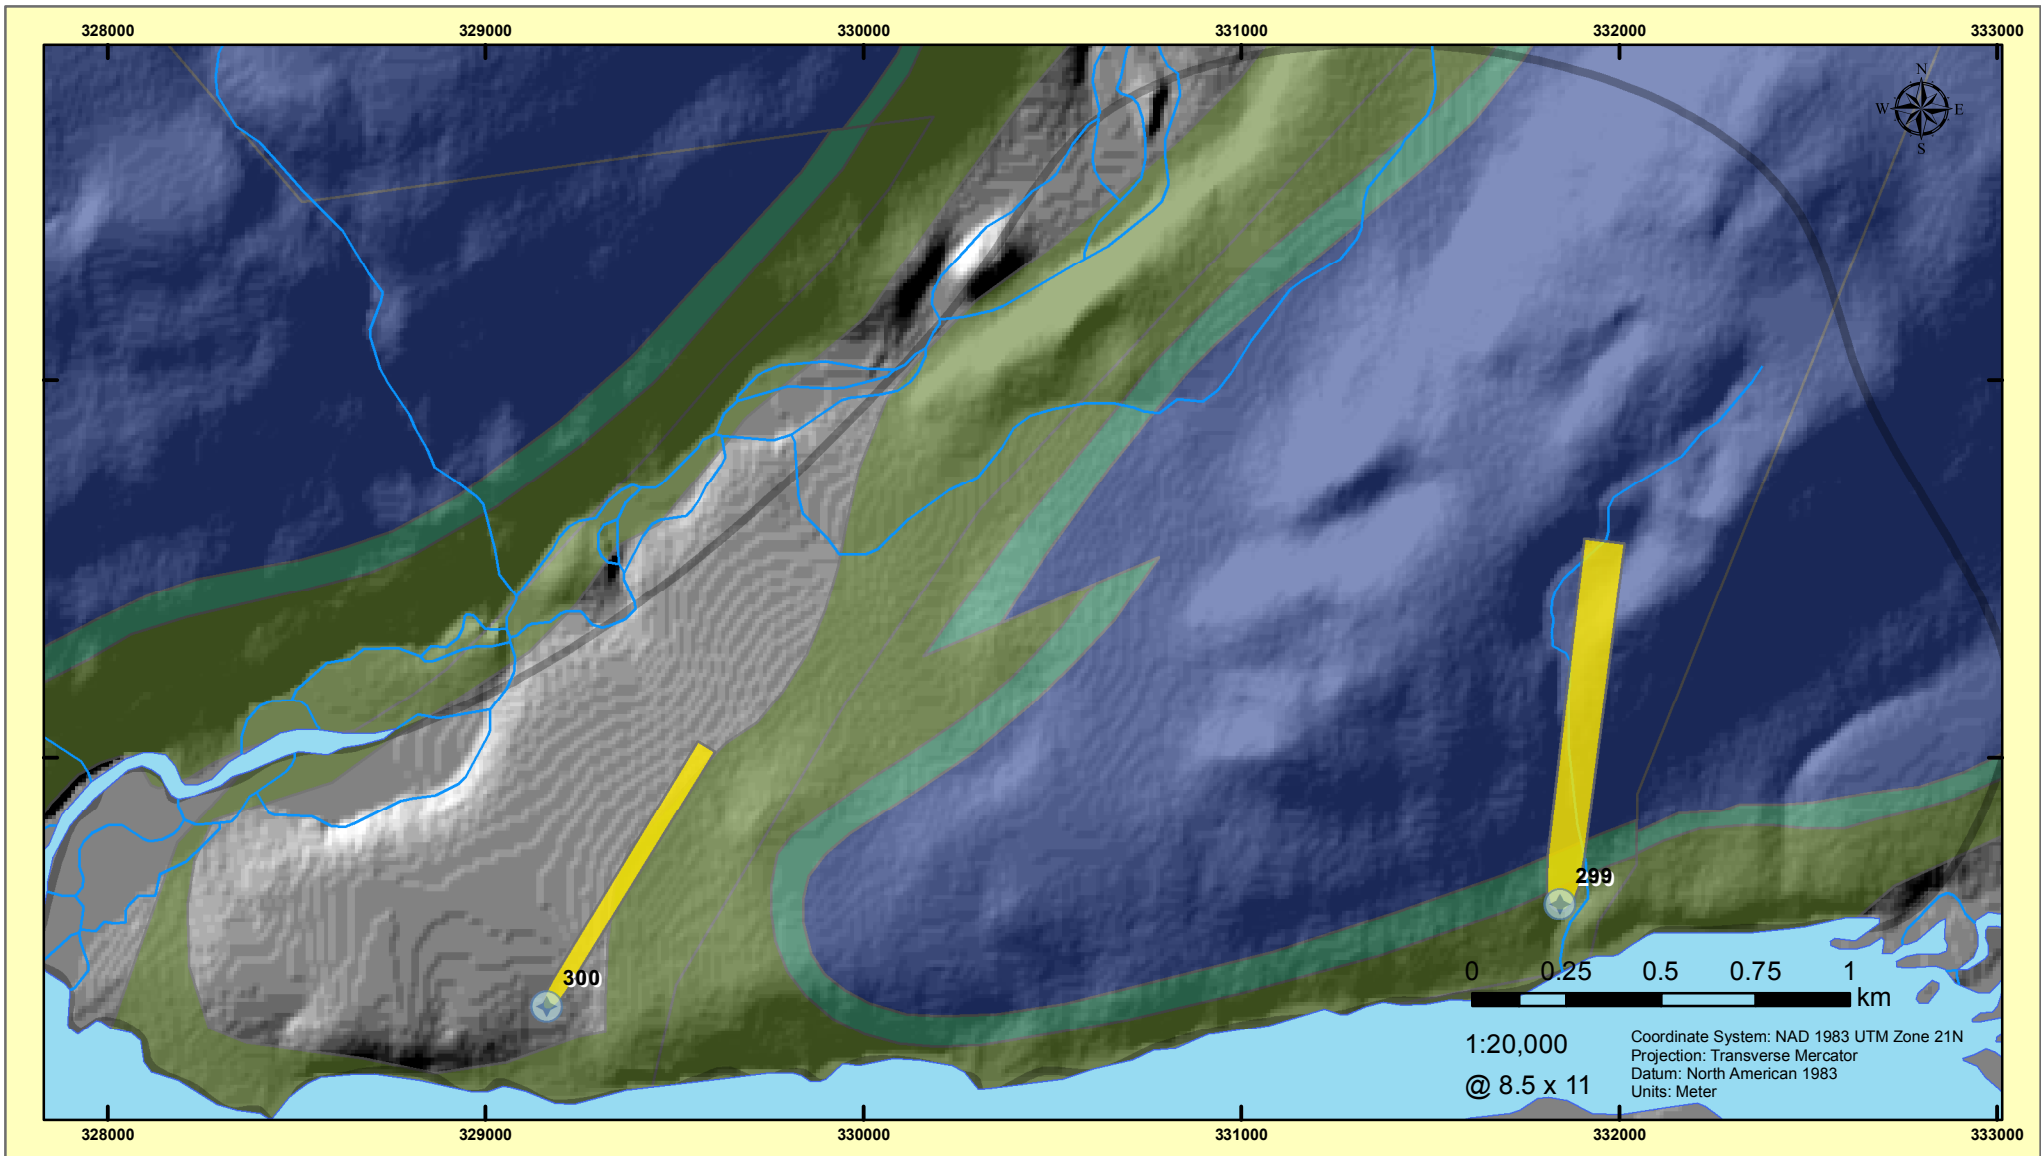 328000 329000 330000 331000 332000 333000
N
W E
S
299
300
0 0.25 0.5 0.75 1
km
1:20,000
@ 8.5 x 11
Coordinate System: NAD 1983 UTM Zone 21N
Projection: Transverse Mercator
Datum: North American 1983
Units: Meter
328000 329000 330000 331000 332000 333000